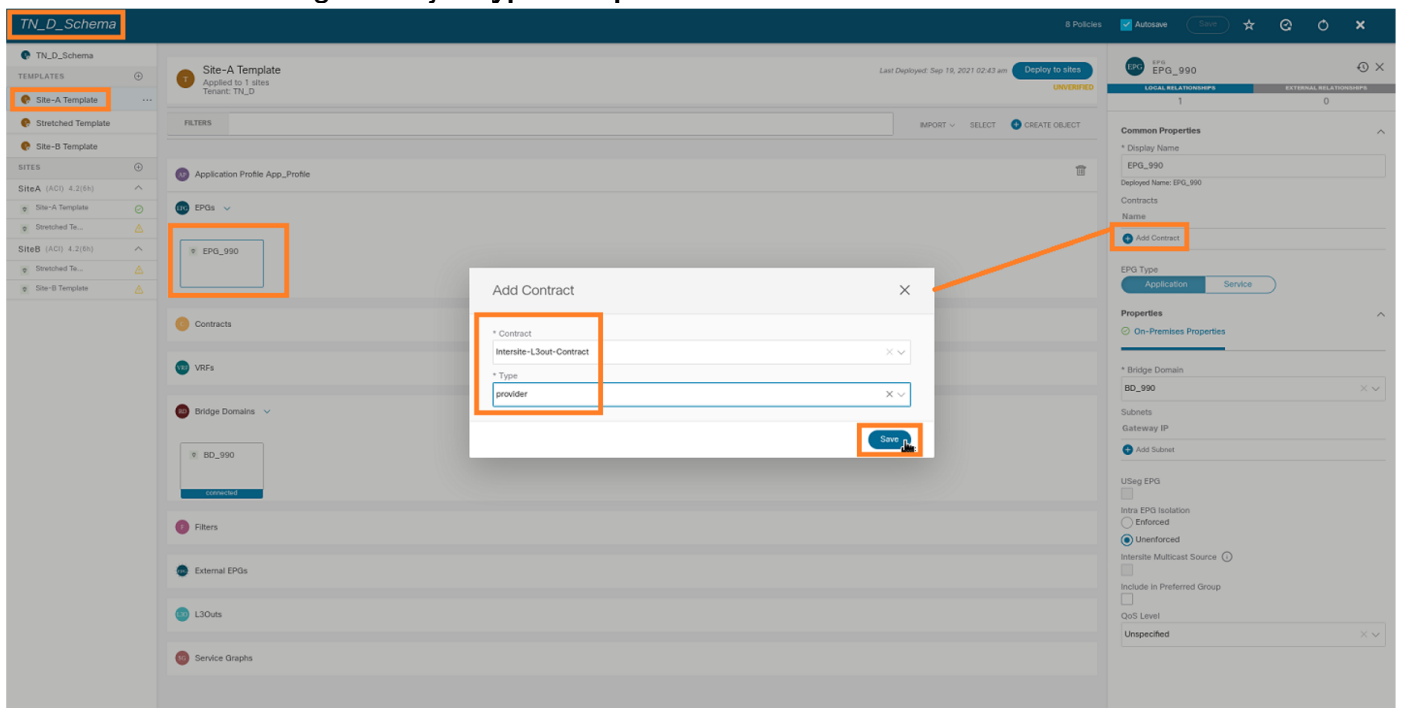 TN_D_Schema
8 Policies
Autosave
Save
TN_D_Schema
TEMPLATES
Site-A Template
Stretched Template
Site-B Template
SITES
SiteA (ACI) 4.2(6h)
Site-A Template
Stretched Te...
SiteB (ACI) 4.2(6h)
Stretched Te...
Site-B Template
T
Site-A Template
Applied to 1 sites
Tenant: TN_D
Last Deployed: Sep 19, 2021 02:43 am
Deploy to sites
UNVERIFIED
FILTERS
IMPORT
SELECT
CREATE OBJECT
AP Application Profile App_Profile
EPG EPGs
EPG_990
Contracts
VRFs
Bridge Domains
BD_990
connected
Filters
External EPGs
L3Outs
Service Graphs
Add Contract
* Contract
Intersite-L3out-Contract
* Type
provider
Save
EPG
EPG
EPG_990
LOCAL RELATIONSHIPS
1
EXTERNAL RELATIONSHIPS
0
Common Properties
* Display Name
EPG_990
Deployed Name: EPG_990
Contracts
Name
Add Contract
EPG Type
Application
Service
Properties
On-Premises Properties
* Bridge Domain
BD_990
Subnets
Gateway IP
Add Subnet
USeg EPG
Intra EPG Isolation
Enforced
Unenforced
Intersite Multicast Source
Include in Preferred Group
QoS Level
Unspecified